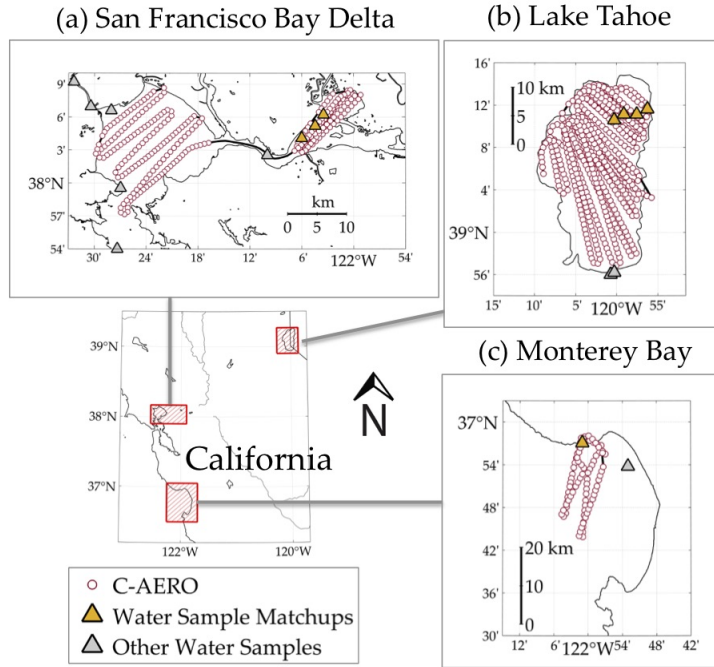 (a) San Francisco Bay Delta
9'
6'
3'
38°N
57'
54'
30'
24'
18'
12'
6'
122°W
54'
km
0 5 10
(b) Lake Tahoe
16'
12'
8'
4'
39°N
56'
15'
10'
5'
120°W
55'
10 km
5
0
39°N
38°N
37°N
122°W
120°W
California
N
(c) Monterey Bay
37°N
54'
48'
42'
36'
30'
12'
6'
122°W
54'
48'
42'
20 km
10
0
C-AERO
Water Sample Matchups
Other Water Samples